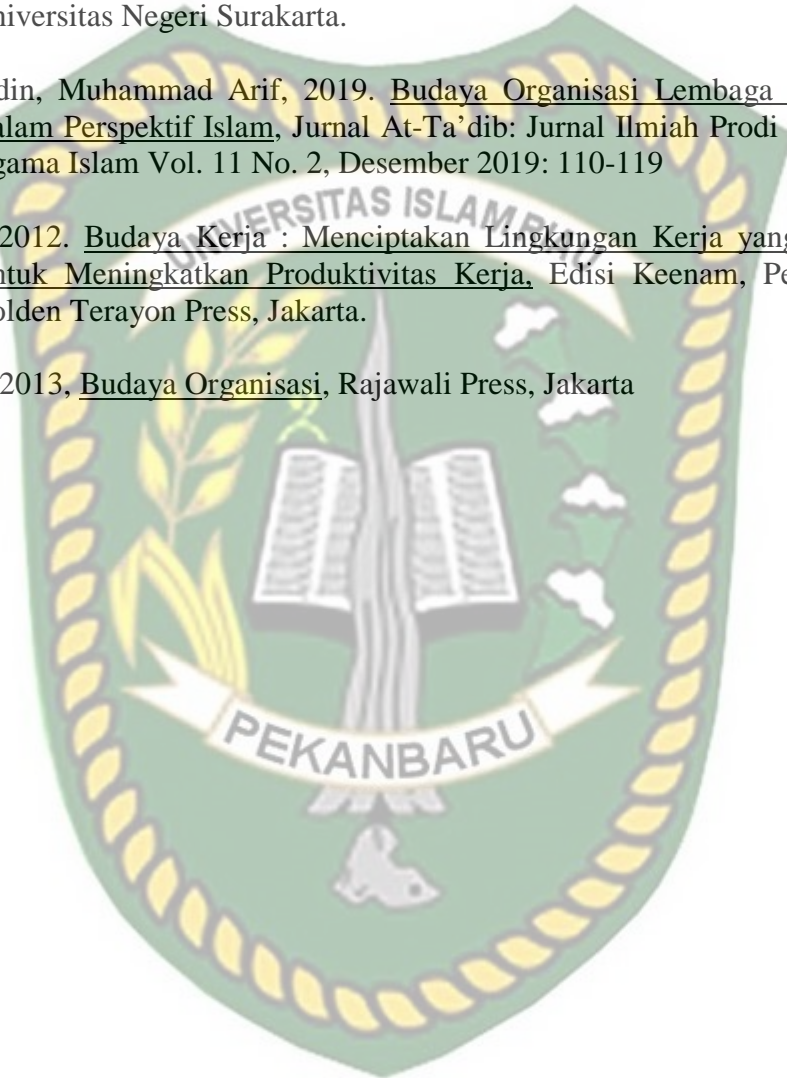 niversitas Negeri Surakarta.
din, Muhammad Arif, 2019. Budaya Organisasi Lembaga
alam Perspektif Islam, Jurnal At-Ta’dib: Jurnal Ilmiah Prodi
gama Islam Vol. 11 No. 2, Desember 2019: 110-119
UNIVERSITAS ISLAM RIAU
2012. Budaya Kerja : Menciptakan Lingkungan Kerja yang
ntuk Meningkatkan Produktivitas Kerja, Edisi Keenam, Pe
olden Terayon Press, Jakarta.
2013, Budaya Organisasi, Rajawali Press, Jakarta
PEKANBARU